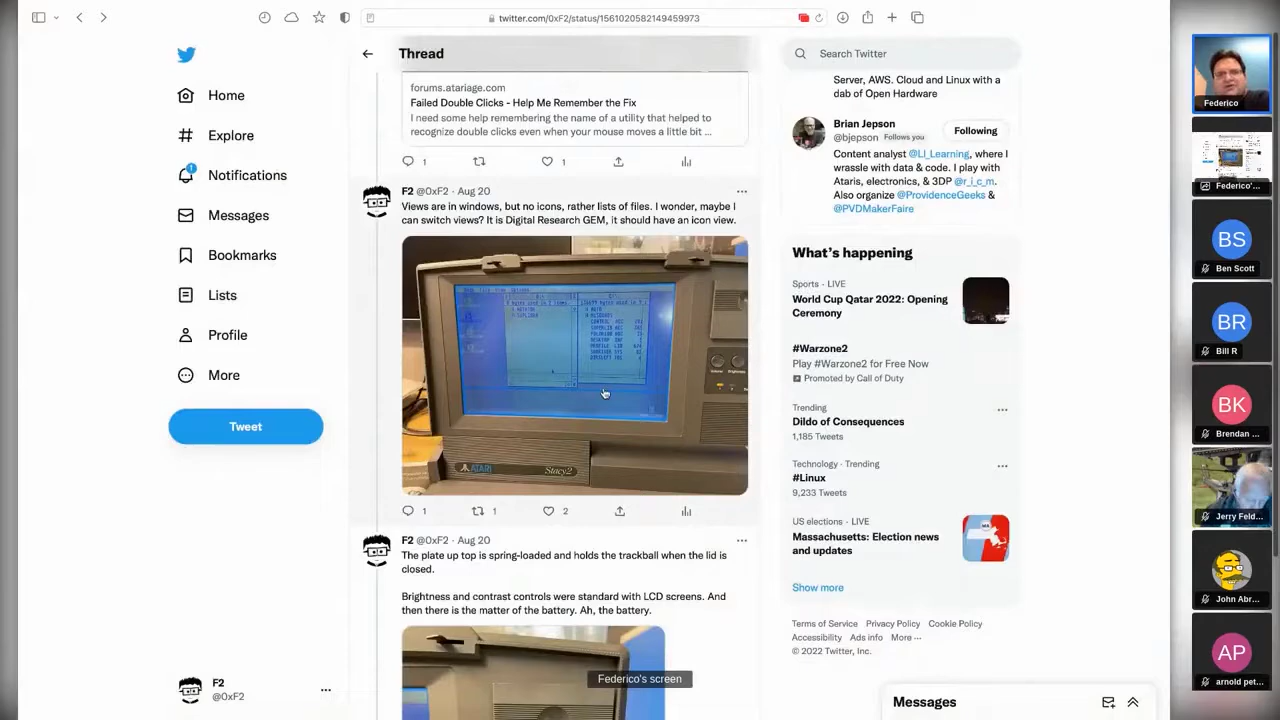 twitter.com/0xF2/status/1561020582149459973
Home
Explore
1
Notifications
Messages
Bookmarks
Lists
Profile
More
Tweet
F2
@0xF2
Thread
forums.atariage.com
Failed Double Clicks - Help Me Remember the Fix
I need some help remembering the name of a utility that helped to
recognize double clicks even when your mouse moves a little bit ...
1
1
F2 @0xF2 · Aug 20
Views are in windows, but no icons, rather lists of files. I wonder, maybe I
can switch views? It is Digital Research GEM, it should have an icon view.
ATARI
Stacy2
1
1
2
F2 @0xF2 · Aug 20
The plate up top is spring-loaded and holds the trackball when the lid is
closed.
Brightness and contrast controls were standard with LCD screens. And
then there is the matter of the battery. Ah, the battery.
Federico's screen
Search Twitter
Server, AWS. Cloud and Linux with a
dab of Open Hardware
Brian Jepson
@bjepson Follows you
Following
Content analyst @LI_Learning, where I
wrassle with data & code. I play with
Ataris, electronics, & 3DP @r_i_c_m.
Also organize @ProvidenceGeeks &
@PVDMakerFaire
What's happening
Sports · LIVE
World Cup Qatar 2022: Opening
Ceremony
#Warzone2
Play #Warzone2 for Free Now
Promoted by Call of Duty
Trending
Dildo of Consequences
1,185 Tweets
Technology · Trending
#Linux
9,233 Tweets
US elections · LIVE
Massachusetts: Election news
and updates
Show more
Terms of Service Privacy Policy Cookie Policy
Accessibility Ads info More ···
© 2022 Twitter, Inc.
Messages
Federico
Federico'...
BS
Ben Scott
BR
Bill R
BK
Brendan ...
Jerry Feld...
John Abr...
AP
arnold pet...